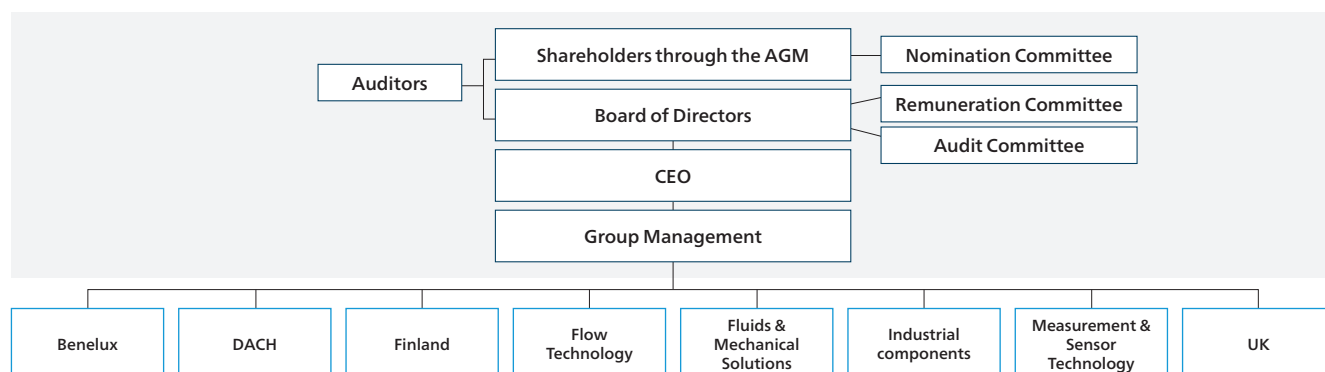 Shareholders through the AGM
Nomination Committee
Auditors
Board of Directors
Remuneration Committee
Audit Committee
CEO
Group Management
Benelux
DACH
Finland
Flow
Technology
Fluids &
Mechanical
Solutions
Industrial
components
Measurement &
Sensor
Technology
UK